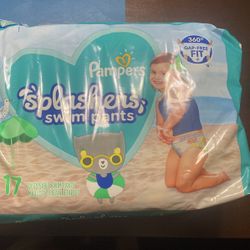 Pampers
splashers
swim pants
360°
GAP-FREE
FIT
17